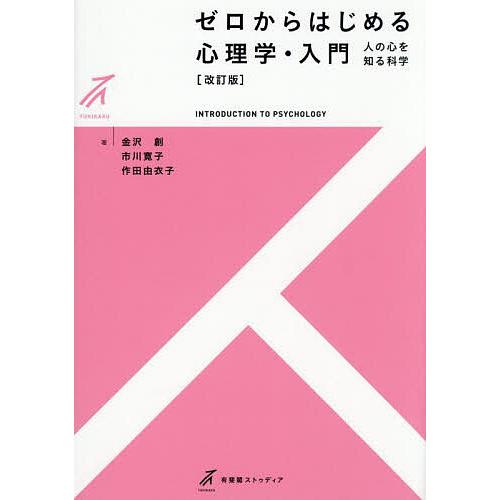 ゼロからはじめる
心理学・入門
人の心を
知る科学
[改訂版]
INTRODUCTION TO PSYCHOLOGY
YUHIKAKU
著
金沢 創
市川寛子
作田由衣子
有斐閣ストゥディア
YUHIKAKU